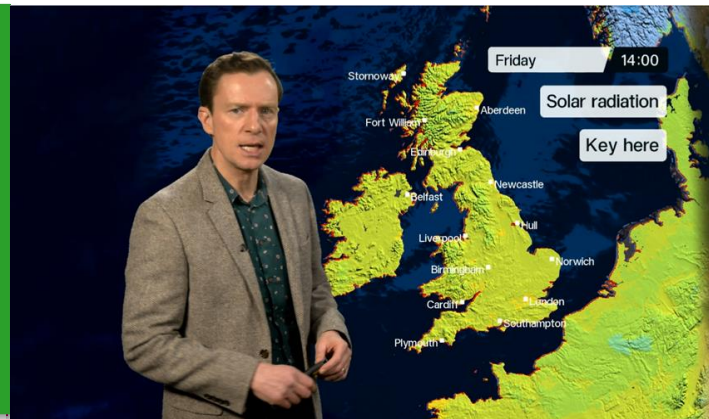 Friday 14:00
Solar radiation
Key here
Stornoway
Aberdeen
Fort William
Edinburgh
Newcastle
Belfast
Hull
Liverpool
Norwich
Birmingham
Cardiff
London
Southampton
Plymouth